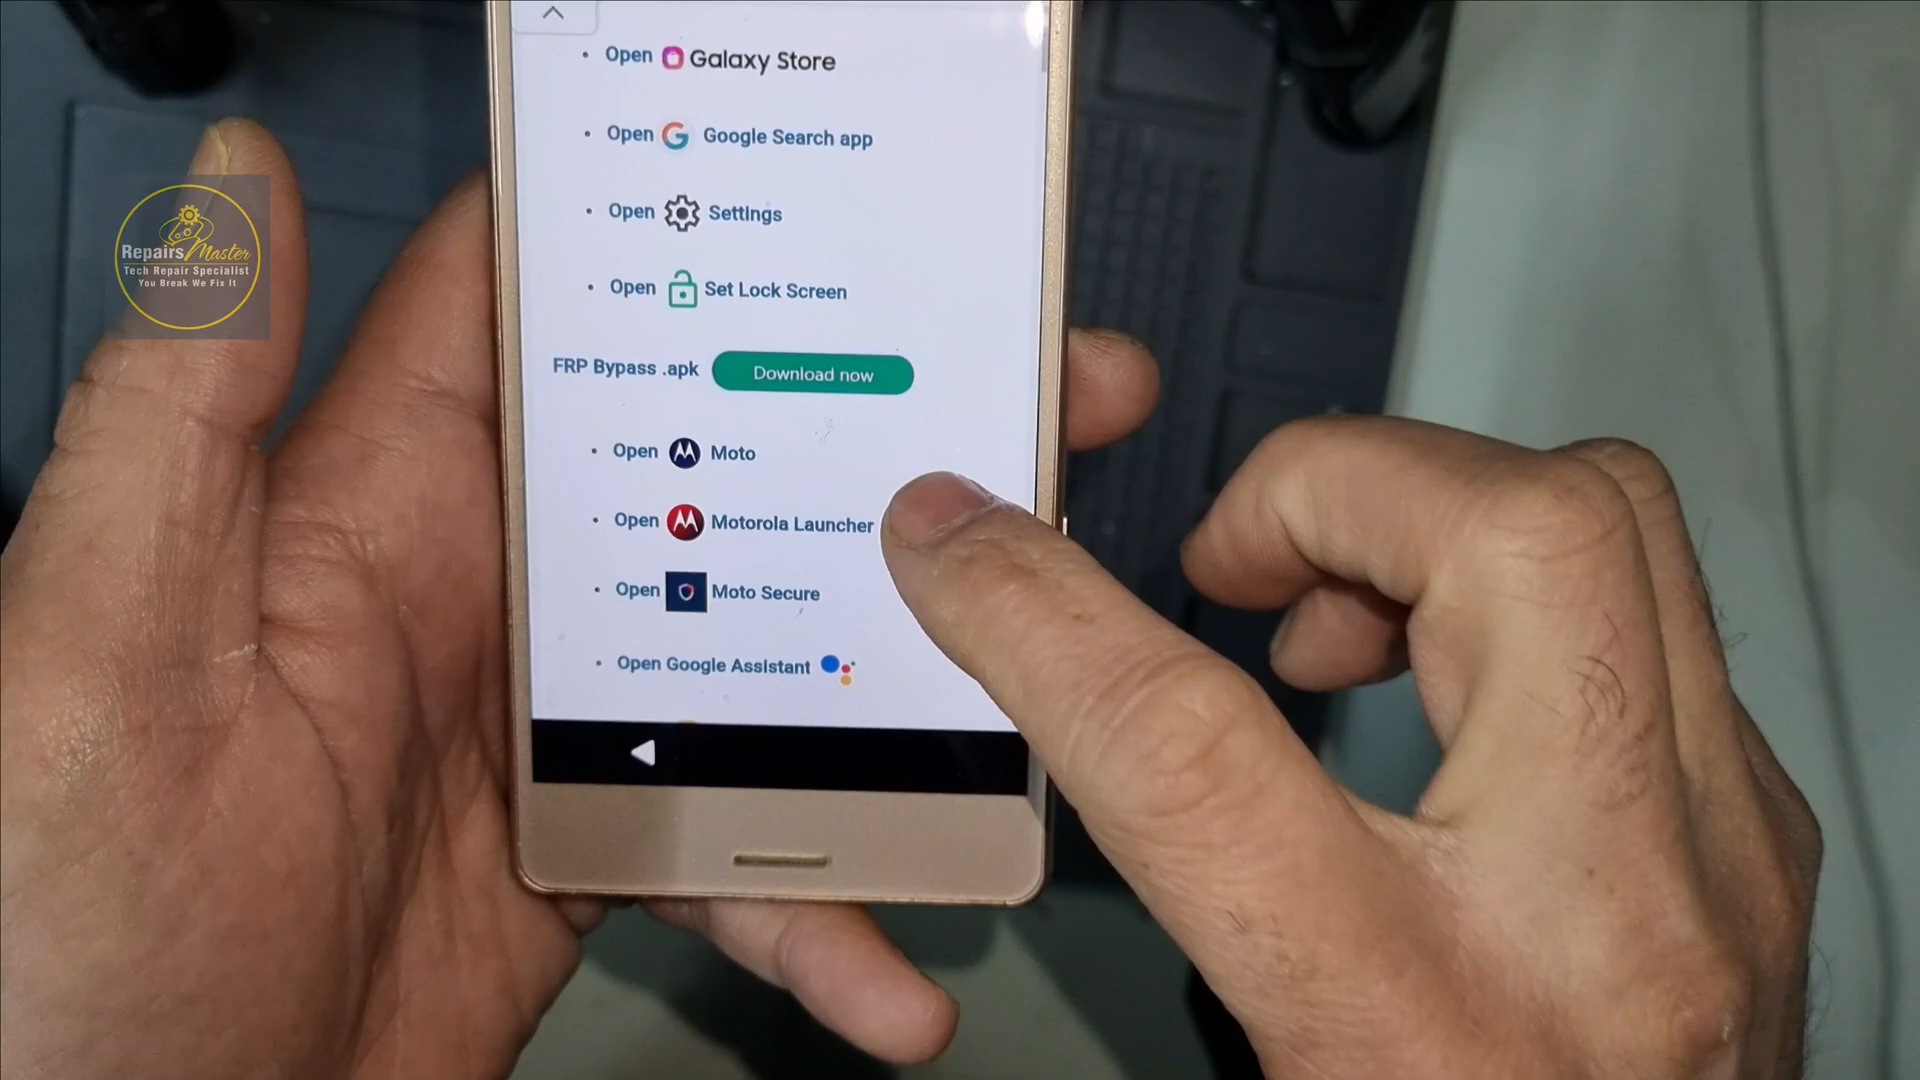 Open Galaxy Store
Open Google Search app
Open Settings
Open Set Lock Screen
FRP Bypass .apk Download now
Open Moto
Open Motorola Launcher
Open Moto Secure
Open Google Assistant
Repairs Master
Tech Repair Specialist
You Break We Fix It